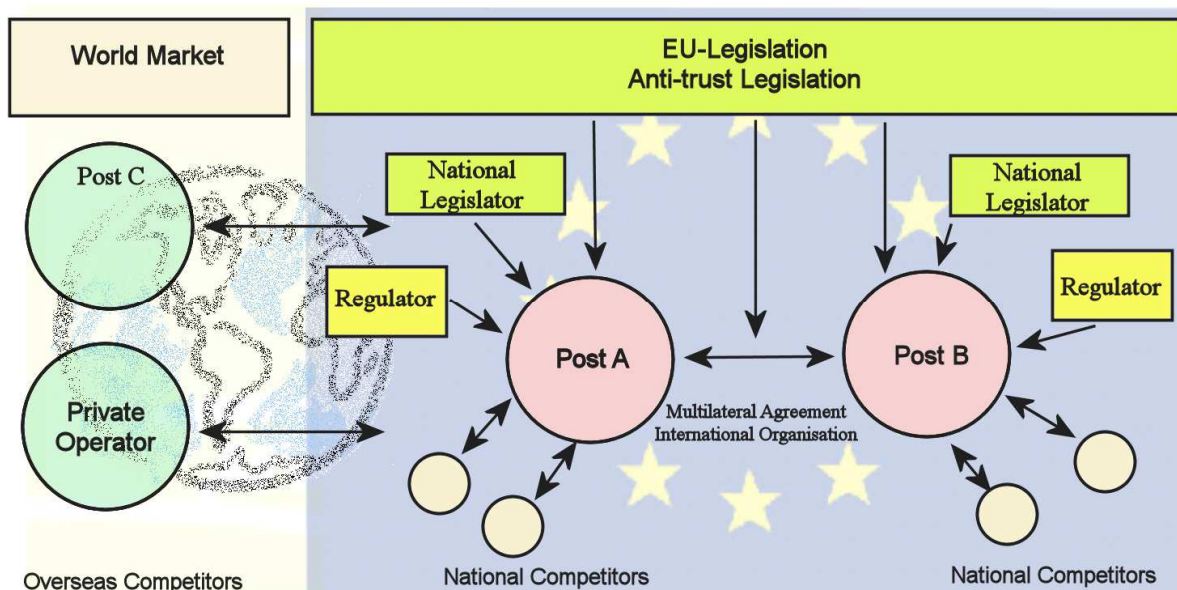 World Market
EU-Legislation
Anti-trust Legislation
Post C
National
Legislator
National
Legislator
Regulator
Regulator
Post A
Post B
Private
Operator
Multilateral Agreement
International Organisation
Overseas Competitors
National Competitors
National Competitors